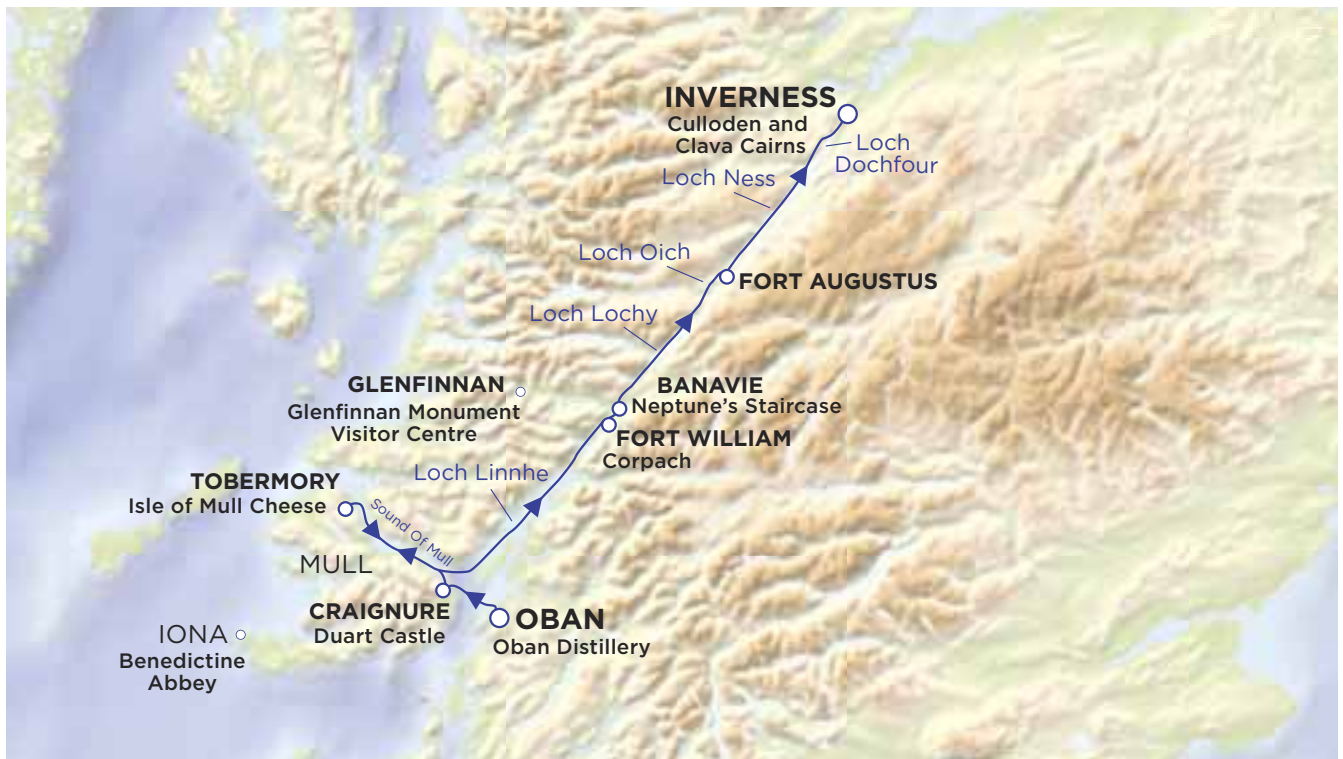 INVERNESS
Culloden and
Clava Cairns
Loch
Dochfour
Loch Ness
Loch Oich
FORT AUGUSTUS
Loch Lochy
GLENFINNAN
Glenfinnan Monument
Visitor Centre
BANAVIE
Neptune's Staircase
FORT WILLIAM
Corpach
Loch Linnhe
TOBERMORY
Isle of Mull Cheese
Sound Of Mull
MULL
CRAIGNURE
Duart Castle
OBAN
Oban Distillery
IONA
Benedictine
Abbey